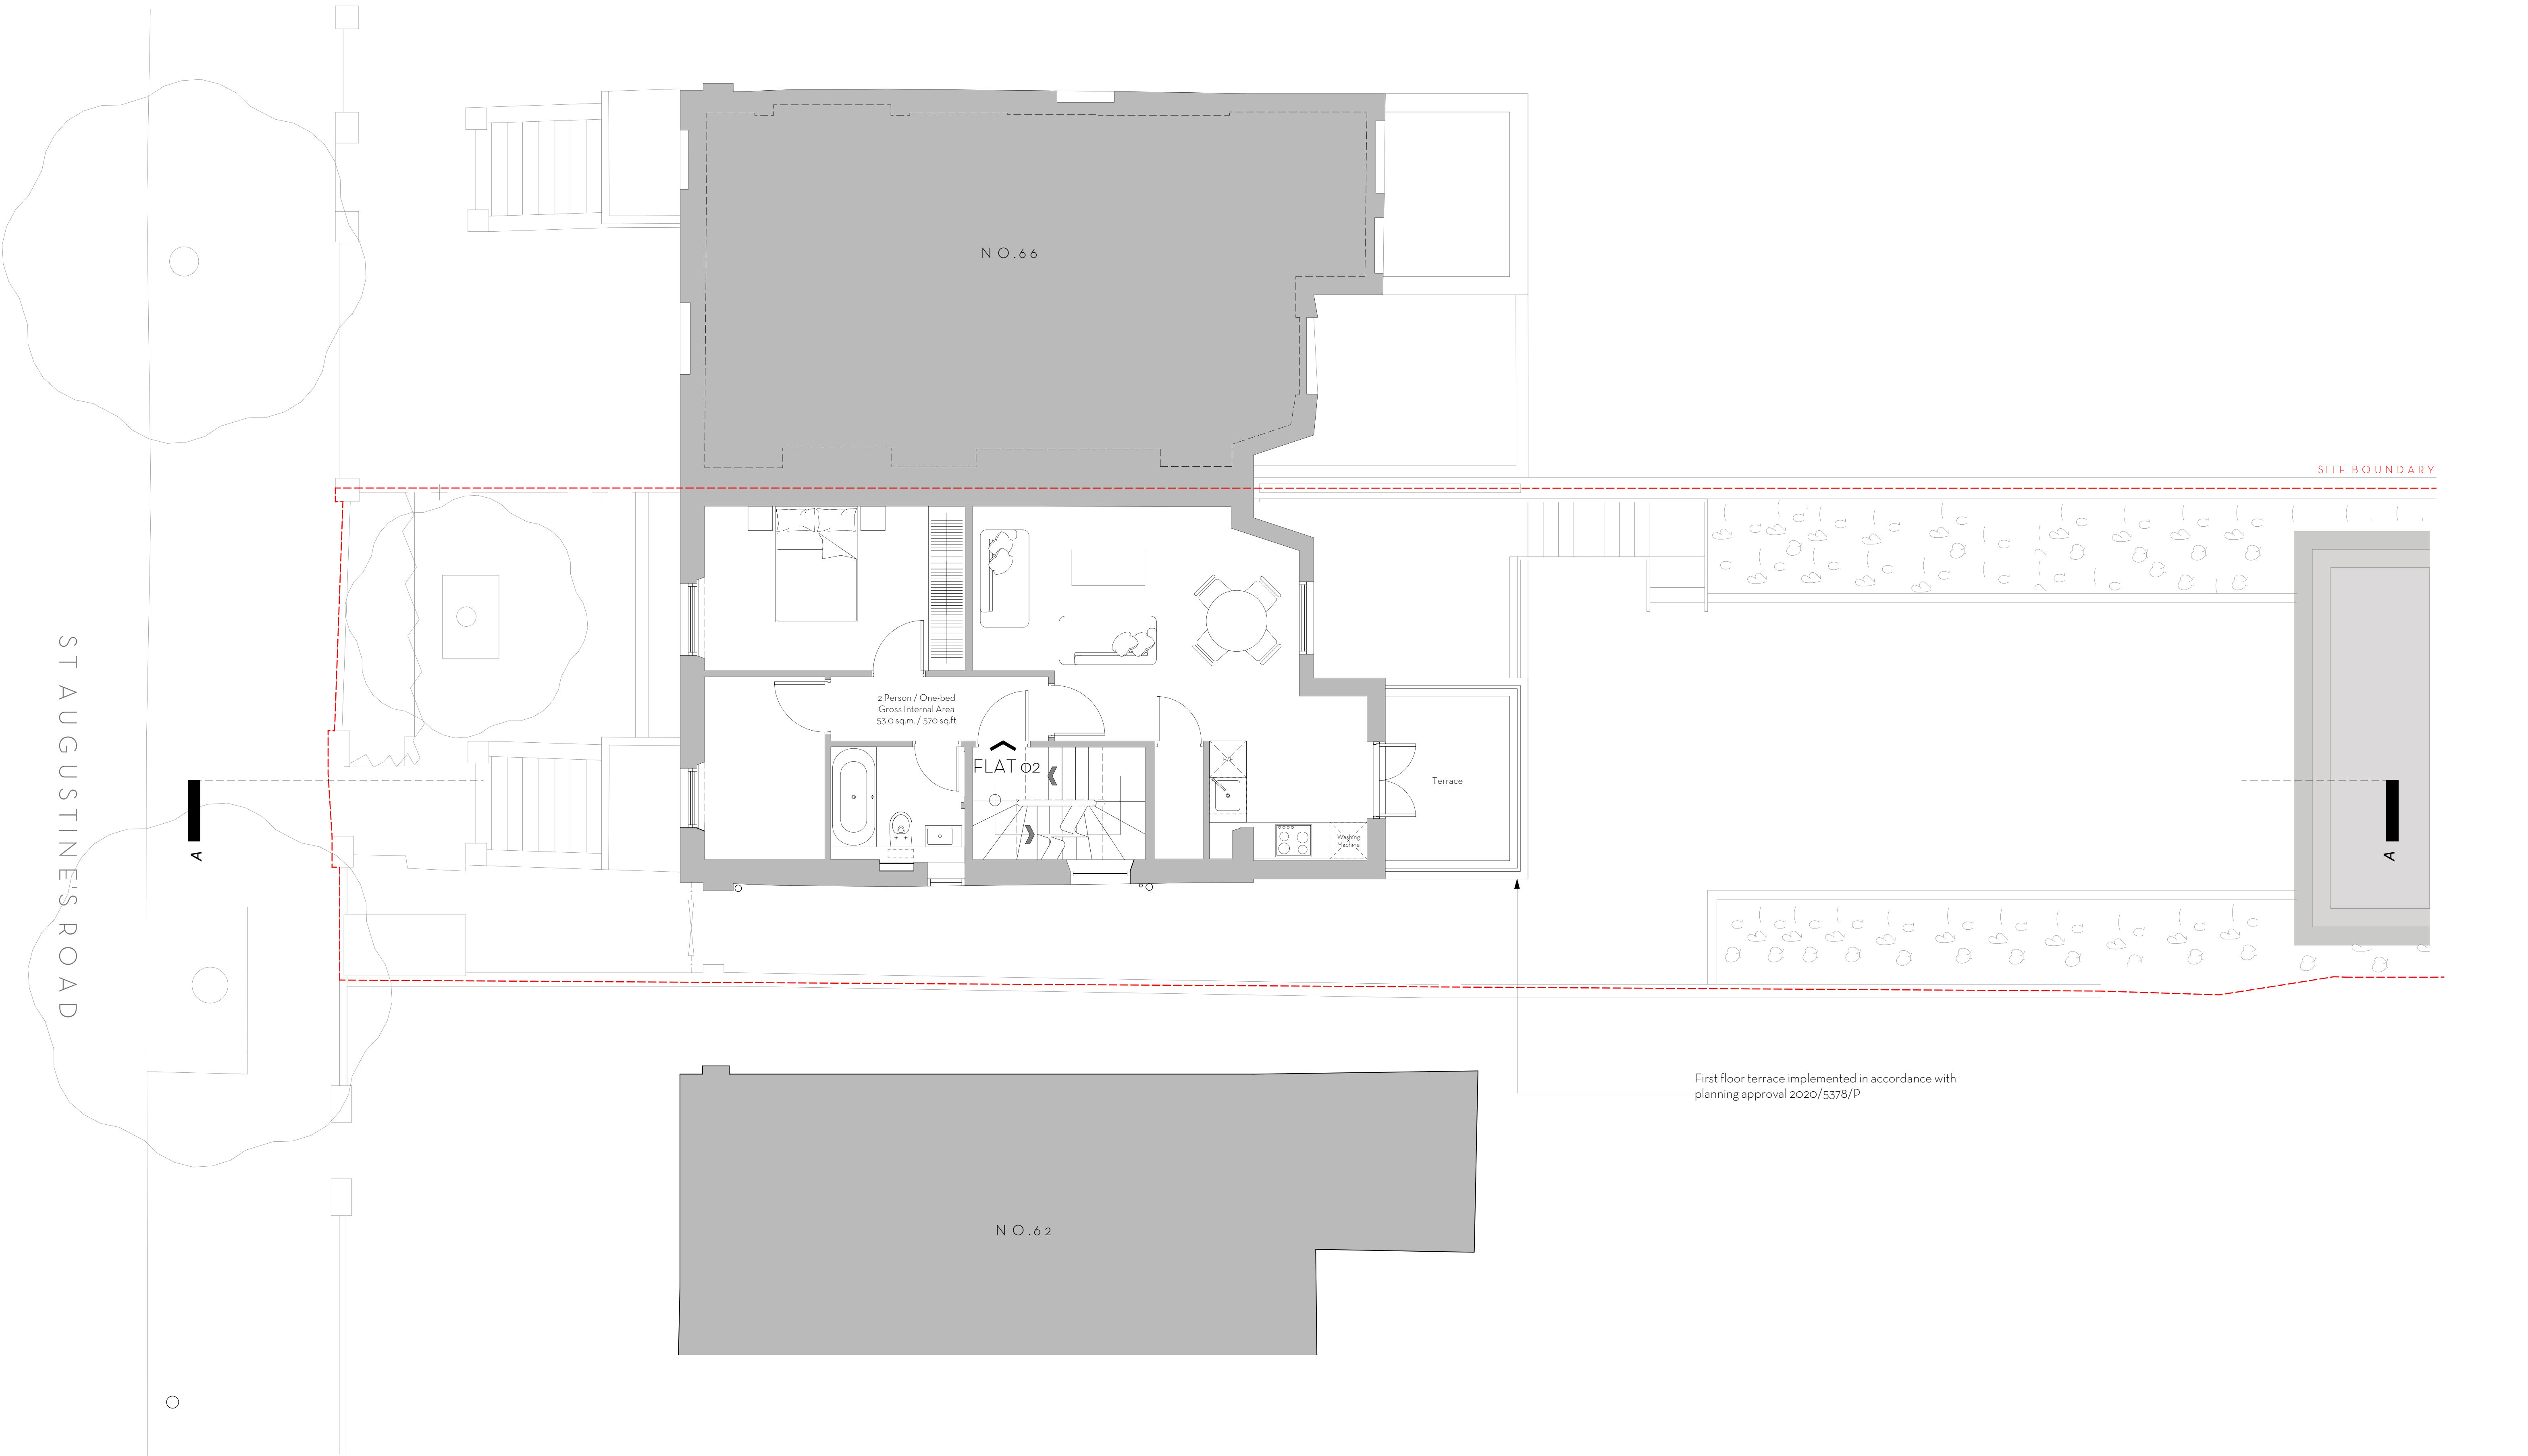 NO.66
SITE BOUNDARY
ST AUGUSTINE'S ROAD
2 Person / One-bed
Gross Internal Area
53.0 sq.m. / 570 sq.ft
FLAT 02
F/F
Terrace
Washing
Machine
A
A
First floor terrace implemented in accordance with
planning approval 2020/5378/P
NO.62